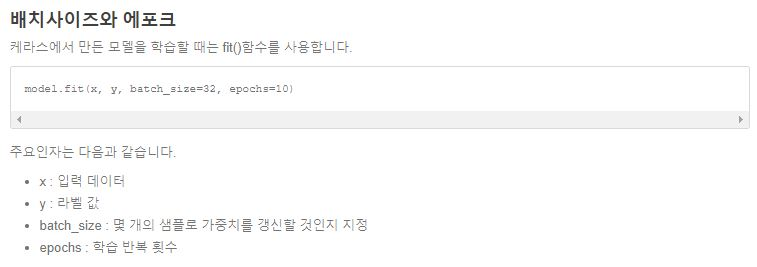 배치사이즈와 에포크
케라스에서 만든 모델을 학습할 때는 fit()함수를 사용합니다.
model.fit(x, y, batch_size=32, epochs=10)
주요인자는 다음과 같습니다.
• x : 입력 데이터
• y : 라벨 값
• batch_size : 몇 개의 샘플로 가중치를 갱신할 것인지 지정
• epochs : 학습 반복 횟수